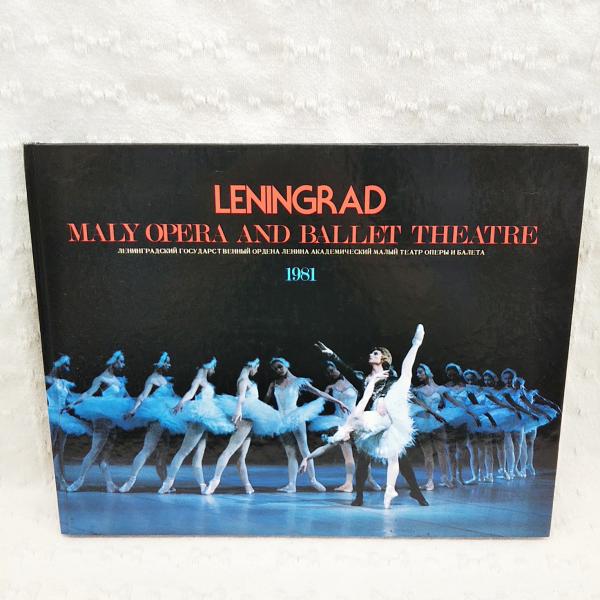 LENINGRAD
MALY OPERA AND BALLET THEATRE
ЛЕНИНГРАДСКИЙ ГОСУДАРСТВЕННЫЙ ОРДЕНА ЛЕНИНА АКАДЕМИЧЕСКИЙ МАЛЫЙ ТЕАТР ОПЕРЫ И БАЛЕТА
1981